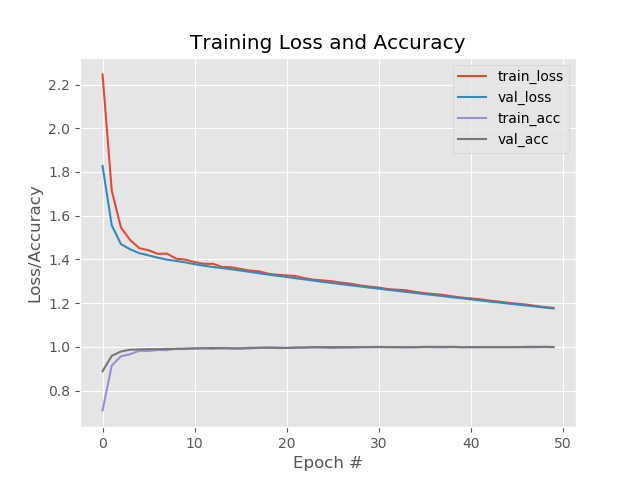 Training Loss and Accuracy
train_loss
val_loss
train_acc
val_acc
Loss/Accuracy
2.2
2.0
1.8
1.6
1.4
1.2
1.0
0.8
0 10 20 30 40 50
Epoch #